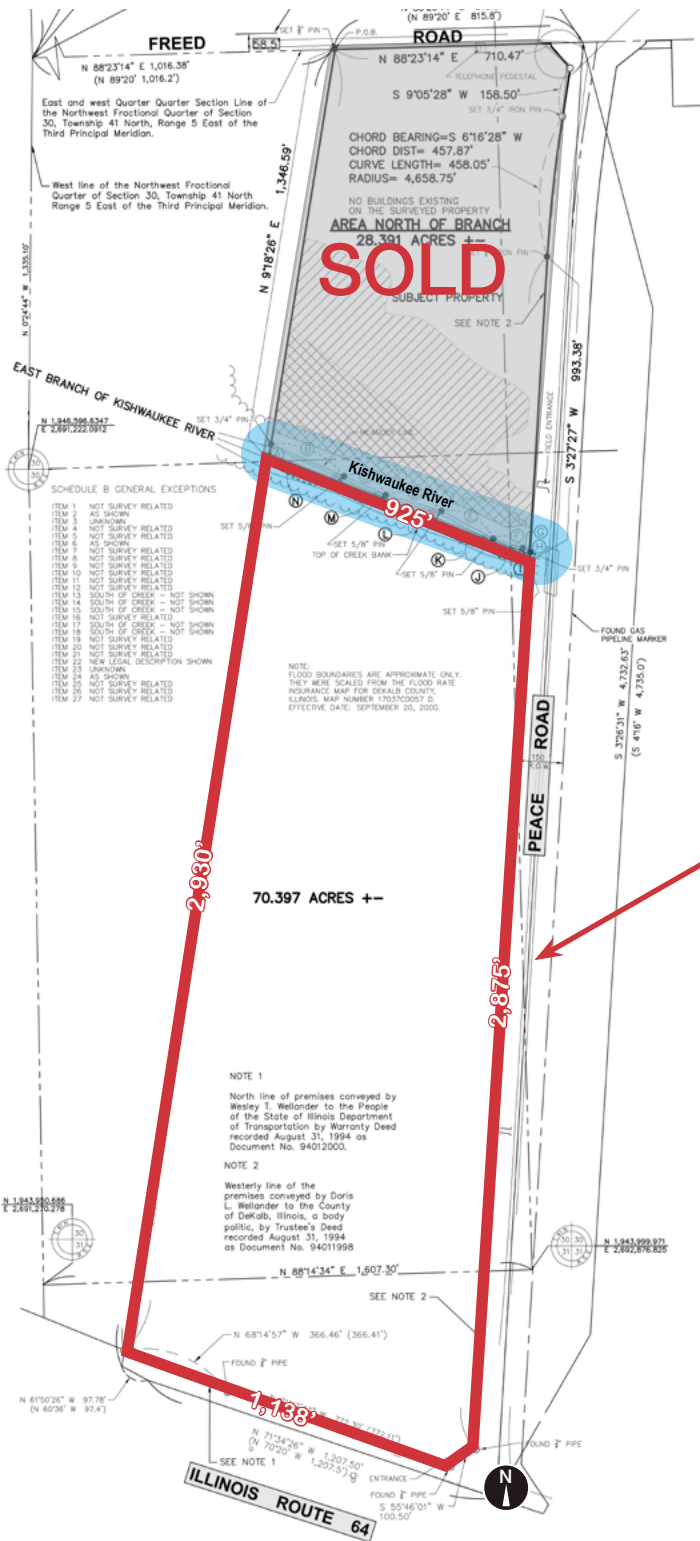 (N 89°20' E 815.8')
SET ¾" PIN
P.O.B.
FREED
58.5'
ROAD
N 88°23'14" E 1,016.38'
(N 89°20' 1,016.2')
N 88°23'14" E 710.47'
TELEPHONE PEDESTAL
S 9°05'28" W 158.50'
SET 3/4" IRON PIN
East and west Quarter Quarter Section Line of
the Northwest Fractional Quarter of Section
30, Township 41 North, Range 5 East of the
Third Principal Meridian.
CHORD BEARING=S 6°16'28" W
CHORD DIST= 457.87'
CURVE LENGTH= 458.05'
RADIUS= 4,658.75'
West line of the Northwest Fractional
Quarter of Section 30, Township 41 North
Range 5 East of the Third Principal Meridian.
NO BUILDINGS EXISTING
ON THE SURVEYED PROPERTY
AREA NORTH OF BRANCH
28.391 ACRES +-
SOLD
SUBJECT PROPERTY
SEE NOTE 2
N 9°18'26" E 1,346.59'
N 0°24'44" W 1,335.10'
S 3°27'27" W 993.38'
FIELD ENTRANCE
EAST BRANCH OF KISHWAUKEE RIVER
SET 3/4" PIN
N 1,946,596.6347
E 2,691,222.0912
30
30
MEANDER LINE
Kishwaukee River
925'
N
M
L
K
J
I
SET 5/8" PIN
SET 5/8" PIN
TOP OF CREEK BANK
SET 5/8" PIN
SET 3/4" PIN
SET 5/8" PIN
SCHEDULE B GENERAL EXCEPTIONS
ITEM 1 NOT SURVEY RELATED
ITEM 2 AS SHOWN
ITEM 3 UNKNOWN
ITEM 4 NOT SURVEY RELATED
ITEM 5 NOT SURVEY RELATED
ITEM 6 AS SHOWN
ITEM 7 NOT SURVEY RELATED
ITEM 8 NOT SURVEY RELATED
ITEM 9 NOT SURVEY RELATED
ITEM 10 NOT SURVEY RELATED
ITEM 11 NOT SURVEY RELATED
ITEM 12 NOT SURVEY RELATED
ITEM 13 SOUTH OF CREEK - NOT SHOWN
ITEM 14 SOUTH OF CREEK - NOT SHOWN
ITEM 15 SOUTH OF CREEK - NOT SHOWN
ITEM 16 NOT SURVEY RELATED
ITEM 17 SOUTH OF CREEK - NOT SHOWN
ITEM 18 SOUTH OF CREEK - NOT SHOWN
ITEM 19 NOT SURVEY RELATED
ITEM 20 NOT SURVEY RELATED
ITEM 21 NOT SURVEY RELATED
ITEM 22 NEW LEGAL DESCRIPTION SHOWN
ITEM 23 UNKNOWN
ITEM 24 AS SHOWN
ITEM 25 NOT SURVEY RELATED
ITEM 26 NOT SURVEY RELATED
ITEM 27 NOT SURVEY RELATED
FOUND GAS
PIPELINE MARKER
NOTE:
FLOOD BOUNDARIES ARE APPROXIMATE ONLY.
THEY WERE SCALED FROM THE FLOOD RATE
INSURANCE MAP FOR DEKALB COUNTY,
ILLINOIS, MAP NUMBER 17037C0057 D.
EFFECTIVE DATE: SEPTEMBER 20, 2000.
S 3°26'31" W 4,732.63'
(S 4°16' W 4,735.0')
150
R.O.W.
PEACE ROAD
2,930'
70.397 ACRES +-
2,875'
NOTE 1
North line of premises conveyed by
Wesley T. Wellander to the People
of the State of Illinois Department
of Transportation by Warranty Deed
recorded August 31, 1994 as
Document No. 94012000.
NOTE 2
Westerly line of the
premises conveyed by Doris
L. Wellander to the County
of DeKalb, Illinois, a body
politic, by Trustee's Deed
recorded August 31, 1994
as Document No. 94011998
N 1,943,950.686
E 2,691,270.278
30
31
30 30
31 31
N 1,943,999.971
E 2,692,876.825
N 88°14'34" E 1,607.30'
SEE NOTE 2
N 68°14'57" W 366.46' (366.41')
FOUND ¾" PIPE
N 61°50'26" W 97.78'
(N 60°36' W 97.4')
1,138'
(772.11')
N 71°34'26" W 1,207.50'
(N 70°20' W 1,207.5')
SEE NOTE 1
FOUND ¾" PIPE
ENTRANCE
FOUND ¾" PIPE
S 55°46'01" W
100.50'
N
ILLINOIS ROUTE 64